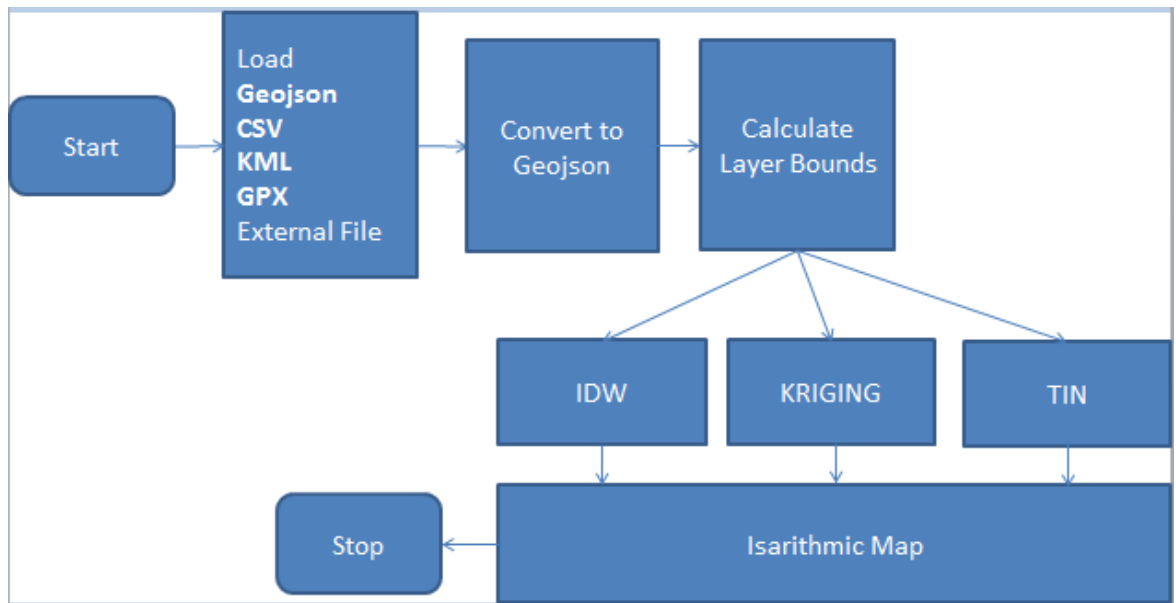 Start
Load
Geojson
CSV
KML
GPX
External File
Convert to
Geojson
Calculate
Layer Bounds
IDW
KRIGING
TIN
Isarithmic Map
Stop